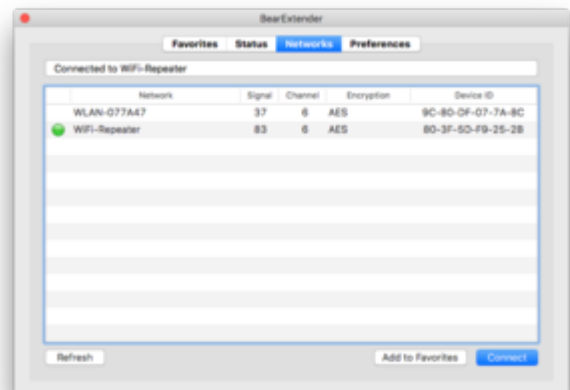 BearExtender
Favorites Status Networks Preferences
Connected to WiFi-Repeater
Network Signal Channel Encryption Device ID
WLAN-077A47 37 6 AES 9C-80-DF-07-7A-8C
WiFi-Repeater 83 6 AES 80-3F-5D-F9-25-2B
Refresh Add to Favorites Connect